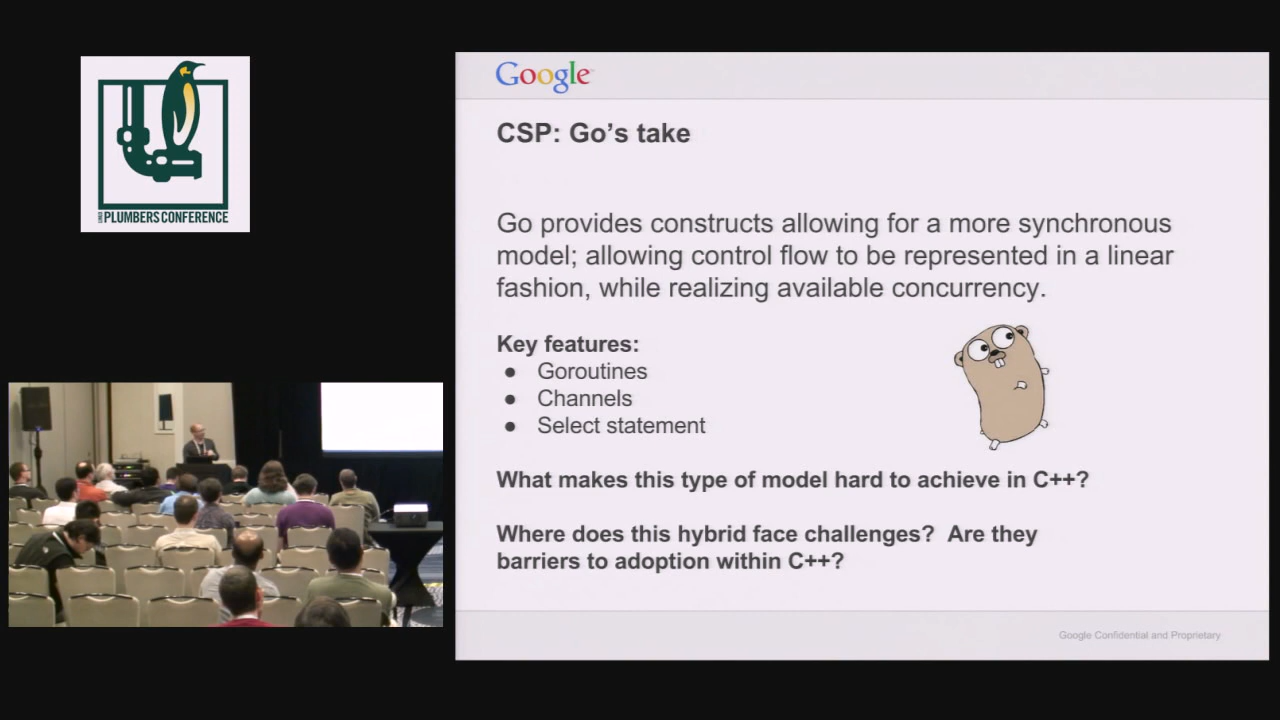 LINUX PLUMBERS CONFERENCE
Google
CSP: Go's take
Go provides constructs allowing for a more synchronous
model; allowing control flow to be represented in a linear
fashion, while realizing available concurrency.
Key features:
● Goroutines
● Channels
● Select statement
What makes this type of model hard to achieve in C++?
Where does this hybrid face challenges?  Are they
barriers to adoption within C++?
Google Confidential and Proprietary